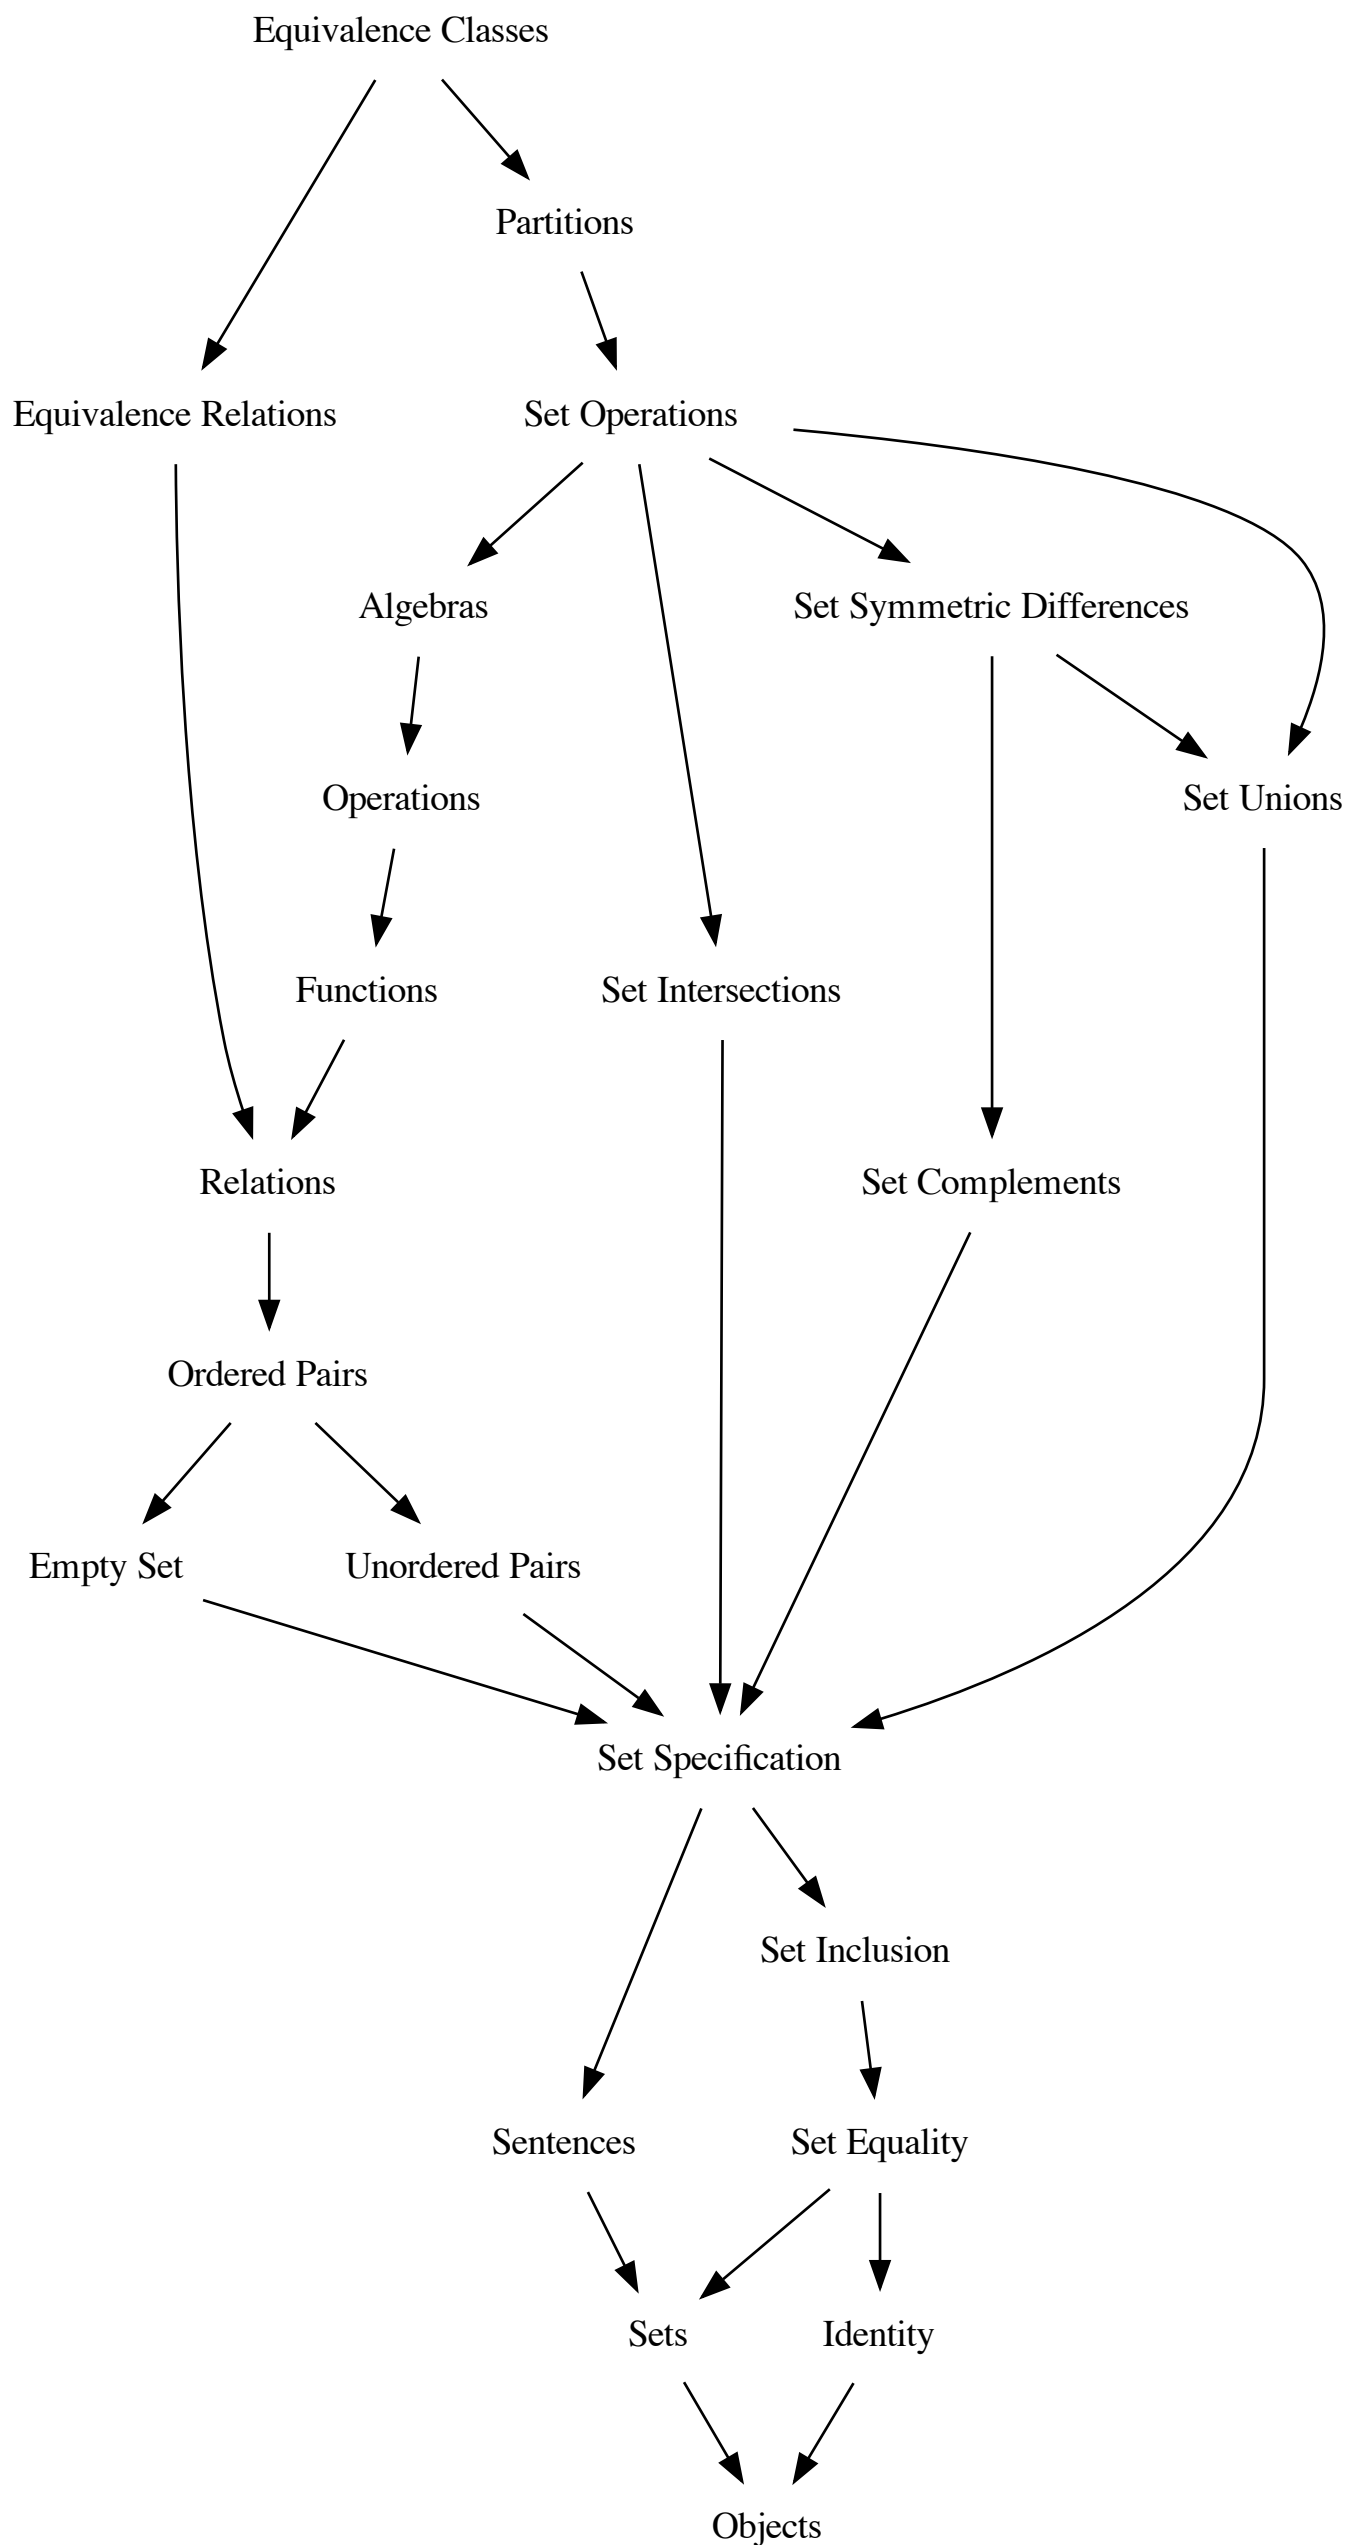 Equivalence Classes
Partitions
Equivalence Relations
Set Operations
Algebras
Set Symmetric Differences
Operations
Set Unions
Functions
Set Intersections
Relations
Set Complements
Ordered Pairs
Empty Set
Unordered Pairs
Set Specification
Set Inclusion
Sentences
Set Equality
Sets
Identity
Objects